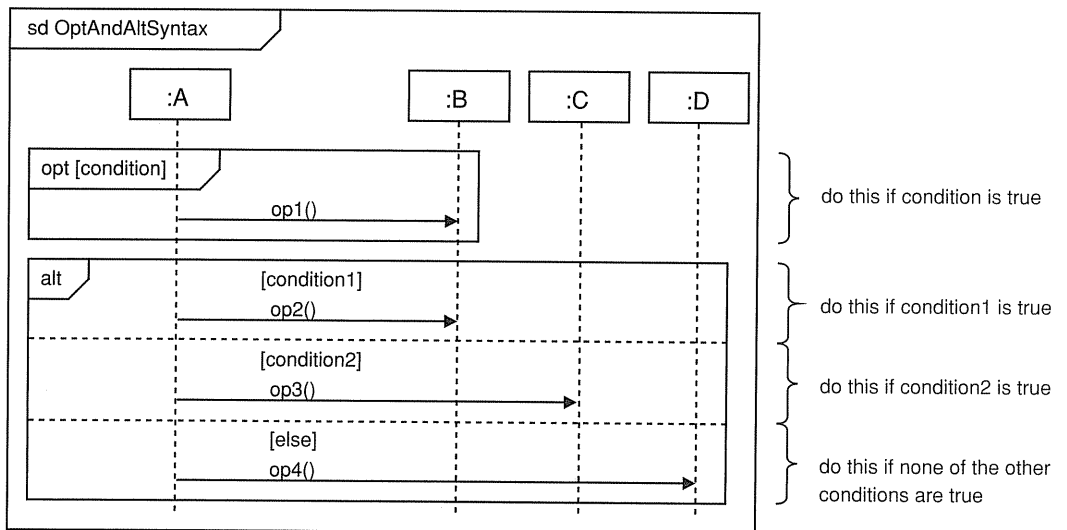 sd OptAndAltSyntax
:A
:B
:C
:D
opt [condition]
op1()
do this if condition is true
alt
[condition1]
op2()
do this if condition1 is true
[condition2]
op3()
do this if condition2 is true
[else]
op4()
do this if none of the other
conditions are true